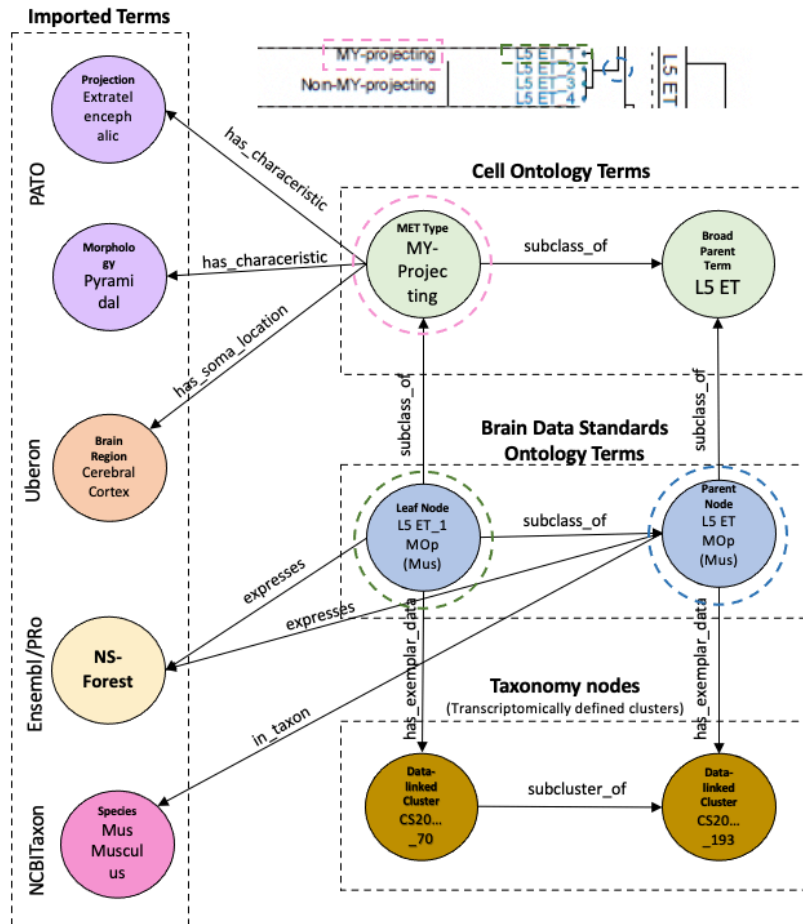 Imported Terms
MY-projecting
Non-MY-projecting
L5 ET_1
L5 ET_2
L5 ET_3
L5 ET_4
L5 ET
PATO
Projection
Extratel
enceph
alic
Morpholo
gy
Pyrami
dal
Uberon
Brain
Region
Cerebral
Cortex
Ensembl/PRo
NS-
Forest
NCBITaxon
Species
Mus
Muscul
us
has_characeristic
has_characeristic
has_soma_location
Cell Ontology Terms
MET Type
MY-
Projec
ting
subclass_of
Broad
Parent
Term
L5 ET
subclass_of
subclass_of
Brain Data Standards
Ontology Terms
Leaf Node
L5 ET_1
MOp
(Mus)
subclass_of
Parent
Node
L5 ET
MOp
(Mus)
expresses
expresses
in_taxon
has_exemplar_data
has_exemplar_data
Taxonomy nodes
(Transcriptomically defined clusters)
Data-
linked
Cluster
CS20...
_70
subcluster_of
Data-
linked
Cluster
CS20...
_193